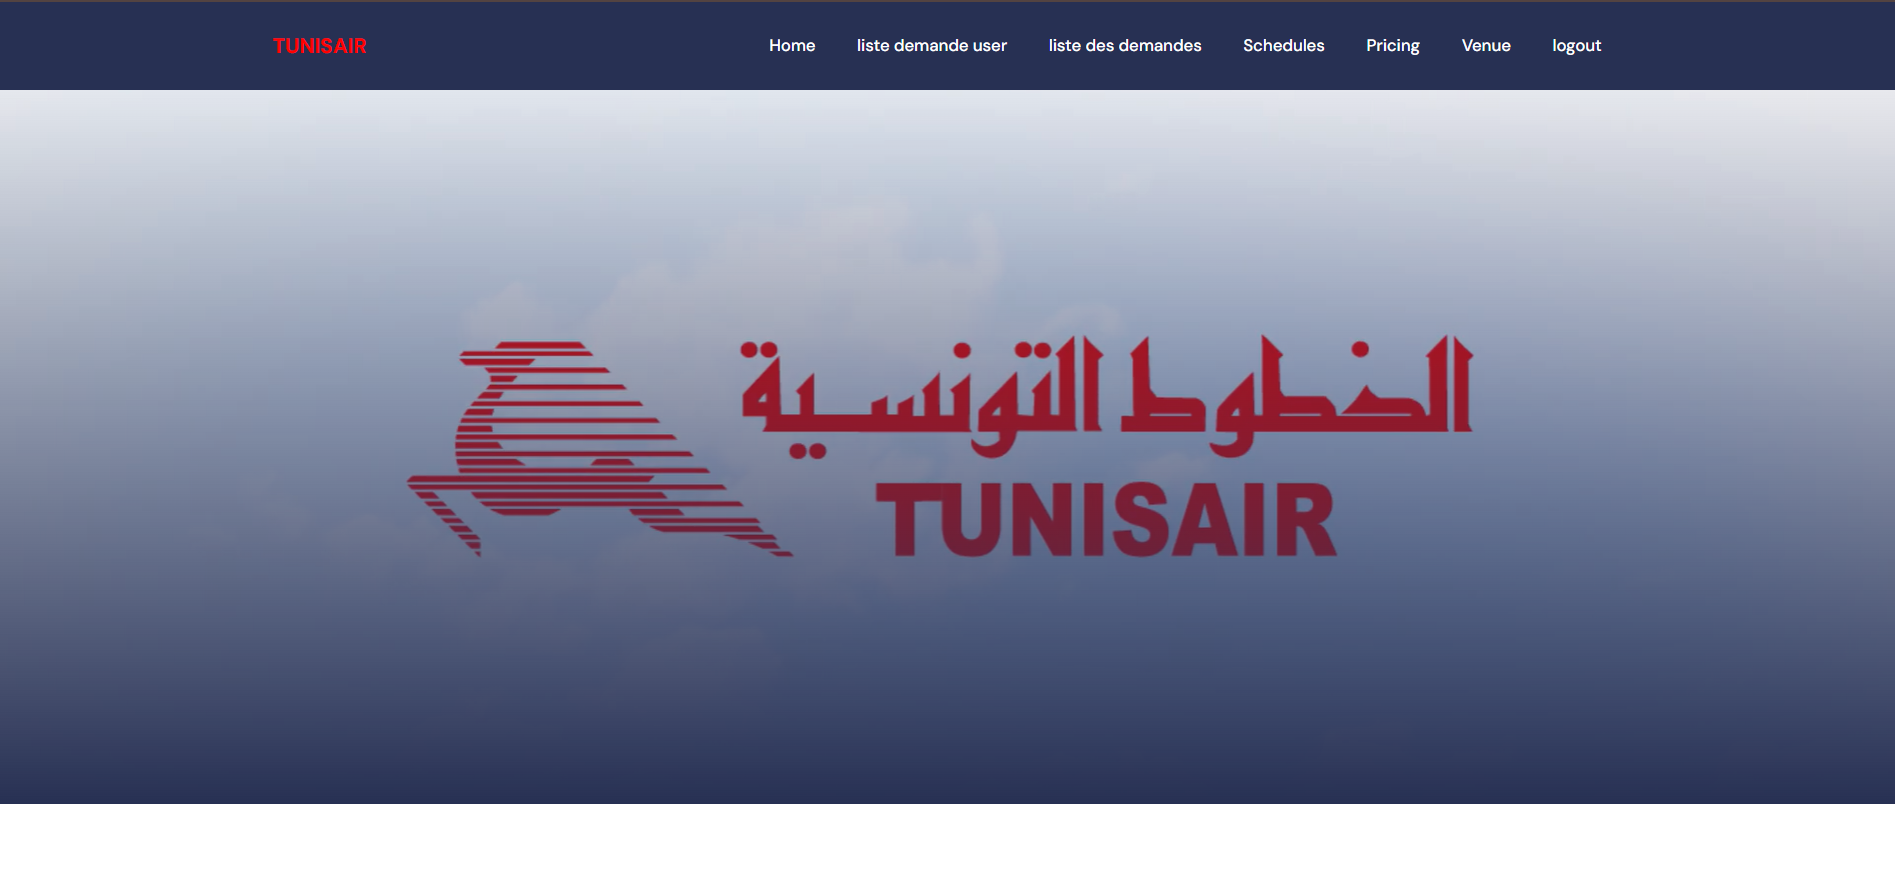 TUNISAIR
Home liste demande user liste des demandes Schedules Pricing Venue logout
الخطوط التونسية
TUNISAIR